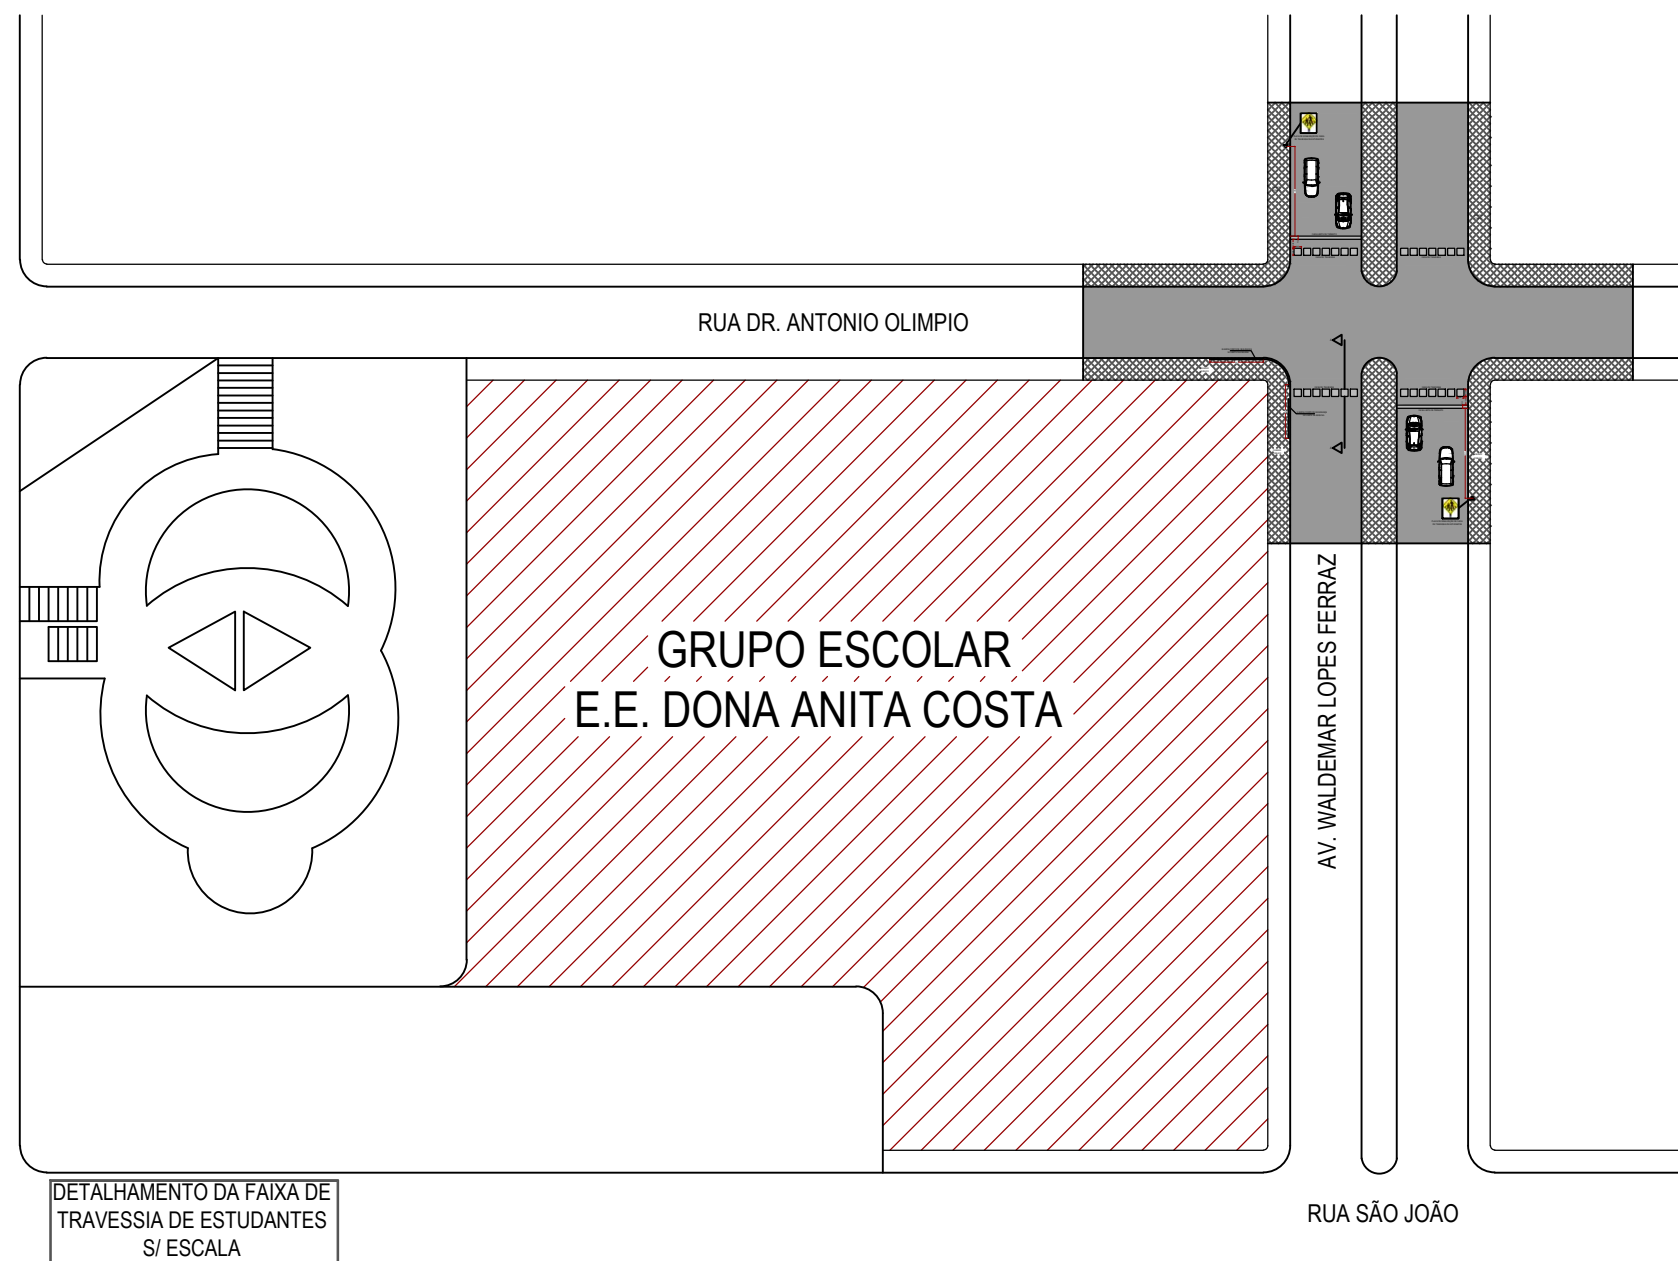 RUA DR. ANTONIO OLIMPIO
GRUPO ESCOLAR
E.E. DONA ANITA COSTA
AV. WALDEMAR LOPES FERRAZ
RUA SÃO JOÃO
DETALHAMENTO DA FAIXA DE
TRAVESSIA DE ESTUDANTES
S/ ESCALA